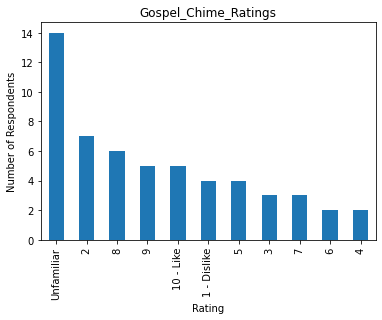 Gospel_Chime_Ratings
Number of Respondents
14
12
10
8
6
4
2
0
Unfamiliar
2
8
9
10 - Like
1 - Dislike
5
3
7
6
4
Rating